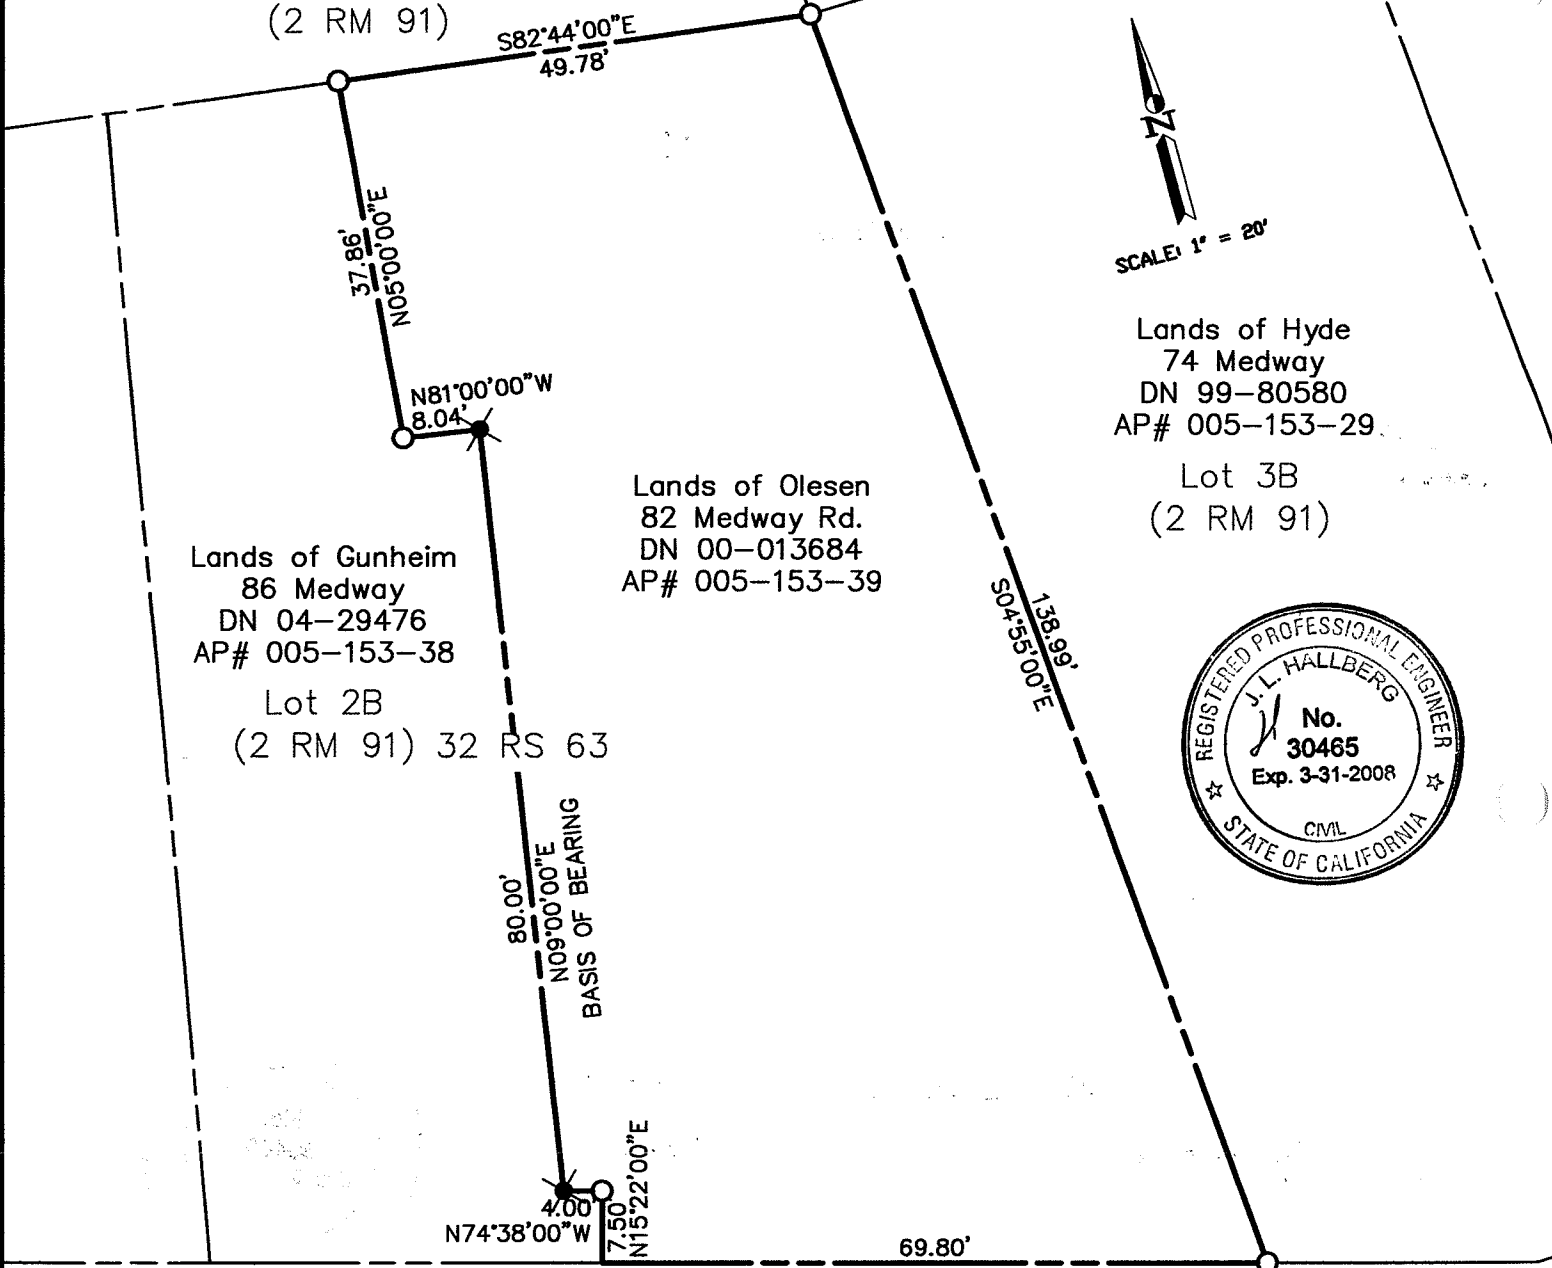 (2 RM 91)
S82°44'00"E
49.78'
37.86'
N05°00'00"E
N81°00'00"W
8.04'
N
SCALE: 1" = 20'
Lands of Hyde
74 Medway
DN 99-80580
AP# 005-153-29
Lot 3B
(2 RM 91)
Lands of Olesen
82 Medway Rd.
DN 00-013684
AP# 005-153-39
Lands of Gunheim
86 Medway
DN 04-29476
AP# 005-153-38
Lot 2B
(2 RM 91) 32 RS 63
138.99'
S04°55'00"E
REGISTERED PROFESSIONAL ENGINEER
J. L. HALLBERG
No.
30465
Exp. 3-31-2008
CIVIL
STATE OF CALIFORNIA
80.00'
N09°00'00"E
BASIS OF BEARING
4.00'
N74°38'00"W
7.50'
N15°22'00"E
69.80'